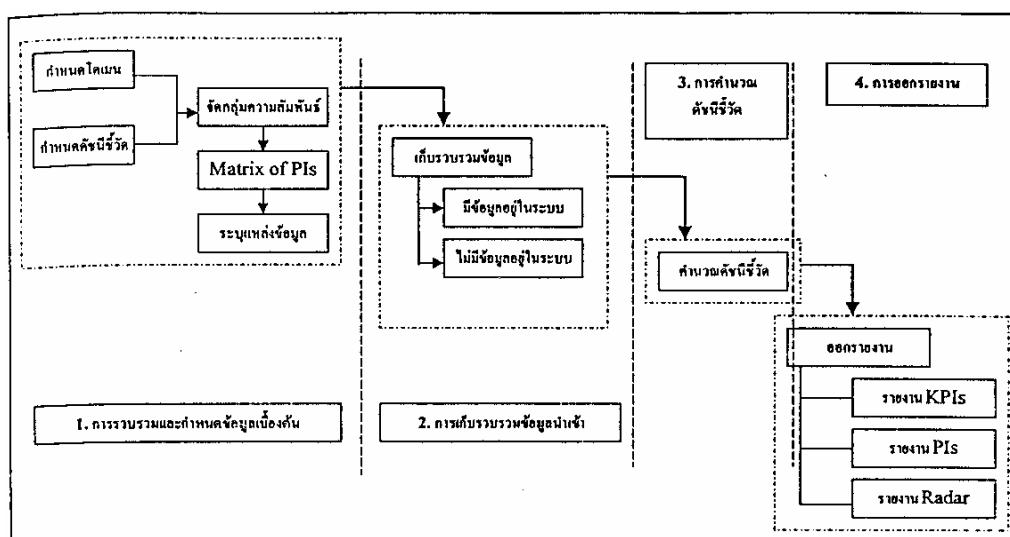 กำหนดโดเมน
กำหนดดัชนีชี้วัด
จัดกลุ่มความสัมพันธ์
Matrix of PIs
ระบุแหล่งข้อมูล
1. การรวบรวมและกำหนดข้อมูลเบื้องต้น
เก็บรวบรวมข้อมูล
มีข้อมูลอยู่ในระบบ
ไม่มีข้อมูลอยู่ในระบบ
2. การเก็บรวบรวมข้อมูลนำเข้า
3. การคำนวณ
ดัชนีชี้วัด
คำนวณดัชนีชี้วัด
4. การออกรายงาน
ออกรายงาน
รายงาน KPIs
รายงาน PIs
รายงาน Radar